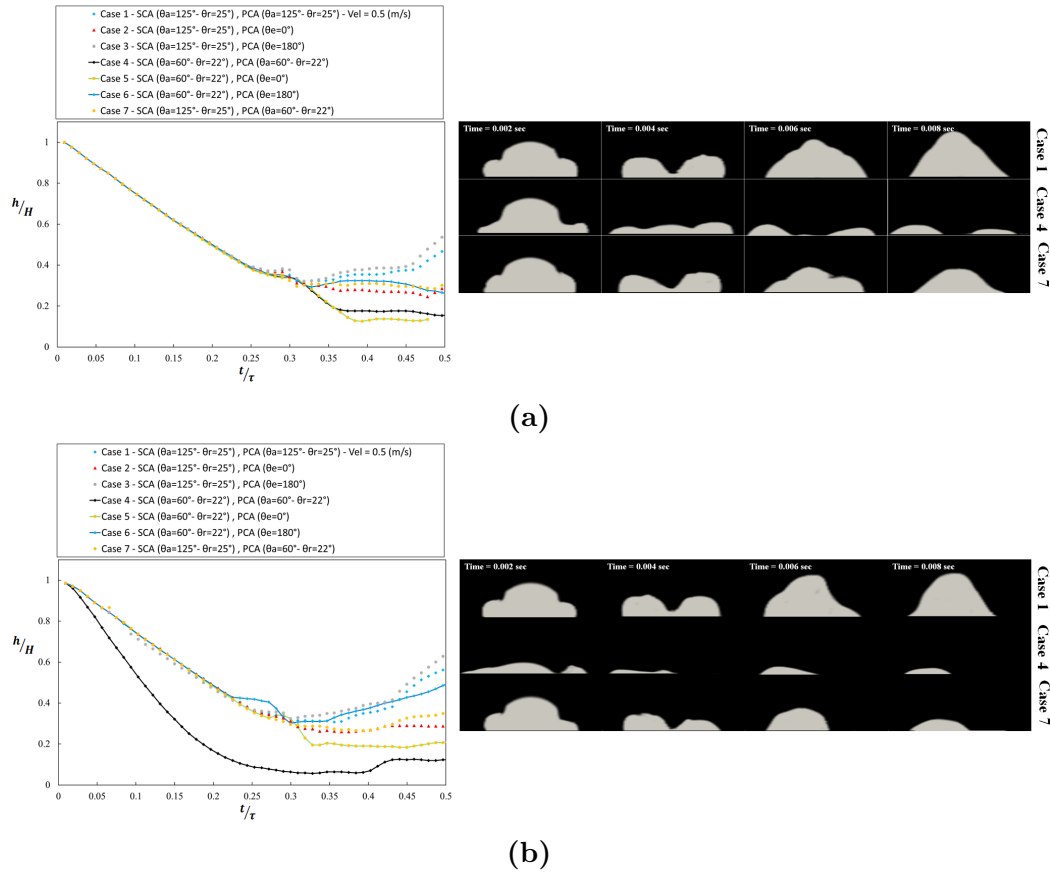 Case 1 - SCA (θa=125°- θr=25°) , PCA (θa=125°- θr=25°) - Vel = 0.5 (m/s)
Case 2 - SCA (θa=125°- θr=25°) , PCA (θe=0°)
Case 3 - SCA (θa=125°- θr=25°) , PCA (θe=180°)
Case 4 - SCA (θa=60°- θr=22°) , PCA (θa=60°- θr=22°)
Case 5 - SCA (θa=60°- θr=22°) , PCA (θe=0°)
Case 6 - SCA (θa=60°- θr=22°) , PCA (θe=180°)
Case 7 - SCA (θa=125°- θr=25°) , PCA (θa=60°- θr=22°)
1
0.8
0.6
0.4
0.2
0
h/H
0 0.05 0.1 0.15 0.2 0.25 0.3 0.35 0.4 0.45 0.5
t/τ
Time = 0.002 sec Time = 0.004 sec Time = 0.006 sec Time = 0.008 sec
Case 1
Case 4
Case 7
(a)
Case 1 - SCA (θa=125°- θr=25°) , PCA (θa=125°- θr=25°) - Vel = 0.5 (m/s)
Case 2 - SCA (θa=125°- θr=25°) , PCA (θe=0°)
Case 3 - SCA (θa=125°- θr=25°) , PCA (θe=180°)
Case 4 - SCA (θa=60°- θr=22°) , PCA (θa=60°- θr=22°)
Case 5 - SCA (θa=60°- θr=22°) , PCA (θe=0°)
Case 6 - SCA (θa=60°- θr=22°) , PCA (θe=180°)
Case 7 - SCA (θa=125°- θr=25°) , PCA (θa=60°- θr=22°)
1
0.8
0.6
0.4
0.2
0
h/H
0 0.05 0.1 0.15 0.2 0.25 0.3 0.35 0.4 0.45 0.5
t/τ
Time = 0.002 sec Time = 0.004 sec Time = 0.006 sec Time = 0.008 sec
Case 1
Case 4
Case 7
(b)